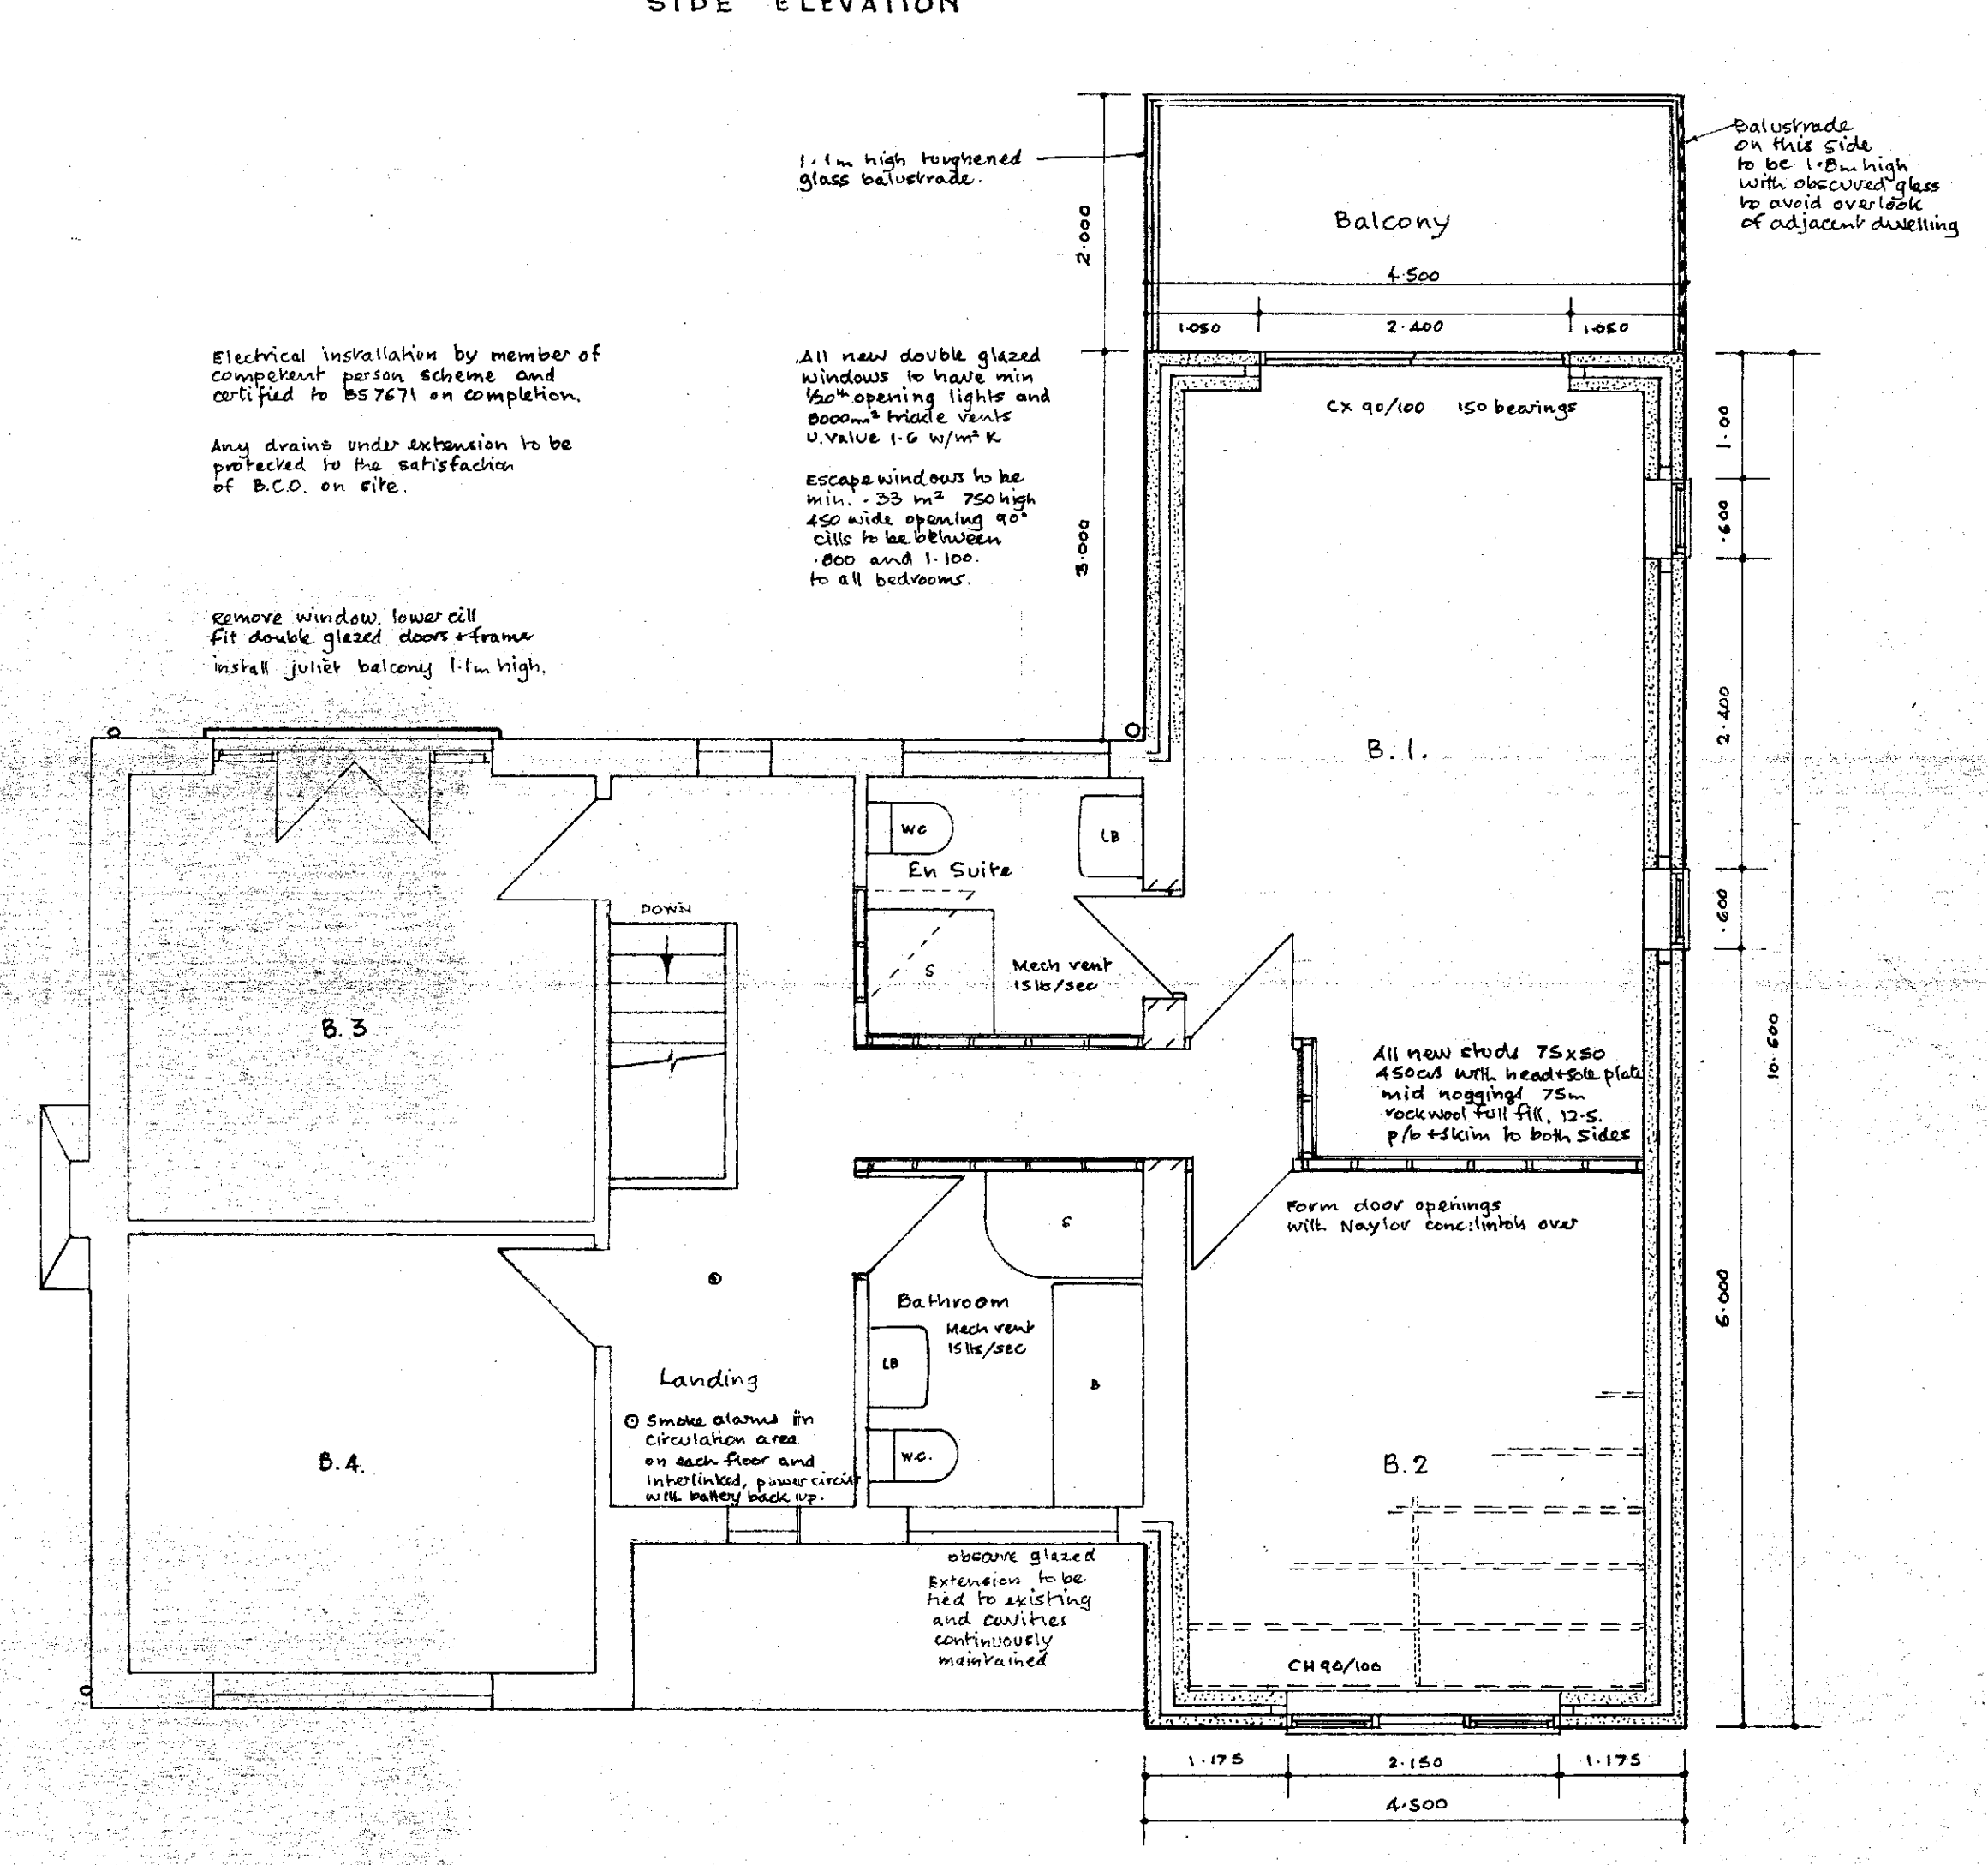 SIDE ELEVATION
1.1m high toughened
glass balustrade.
Balustrade
on this side
to be 1.8m high
with obscured glass
to avoid overlook
of adjacent dwelling
2.000
Balcony
4.500
1.050
2.400
1.050
Electrical installation by member of
competent person scheme and
certified to BS7671 on completion.
Any drains under extension to be
protected to the satisfaction
of B.C.O. on site.
All new double glazed
windows to have min
1/20th opening lights and
8000mm² trickle vents
U.Value 1.6 W/m² K
Escape windows to be
min. .33 m² 750 high
450 wide opening 90°
cills to be between
.800 and 1.100.
to all bedrooms.
3.000
CX 90/100 150 bearings
1.00
.600
2.400
.600
10.600
6.000
Remove window, lower cill
Fit double glazed doors + frame
install juliet balcony 1.1m high.
B.1.
WC
LB
En Suite
DOWN
S
Mech vent
15 lts/sec
B.3
All new studs 75x50
450cs with head+sole plate
mid noggings 75m
rockwool full fill, 12.5.
p/b +skim to both sides
Form door openings
with Naylor conc: lintols over
S
Bathroom
Mech vent
15 lts/sec
LB
B
W.C.
Landing
Smoke alarms in
circulation area
on each floor and
interlinked, power circuit
with battery back up.
B.4.
B.2
obscure glazed
Extension to be
tied to existing
and cavities
continuously
maintained
CH 90/100
1.175
2.150
1.175
4.500